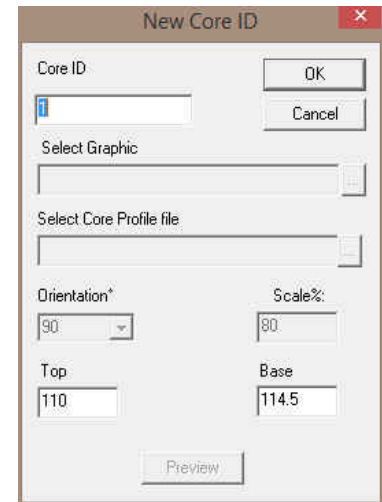 New Core ID
Core ID
OK
1
Cancel
Select Graphic
...
Select Core Profile file
...
Orientation° Scale%:
90 80
Top Base
110 114.5
Preview